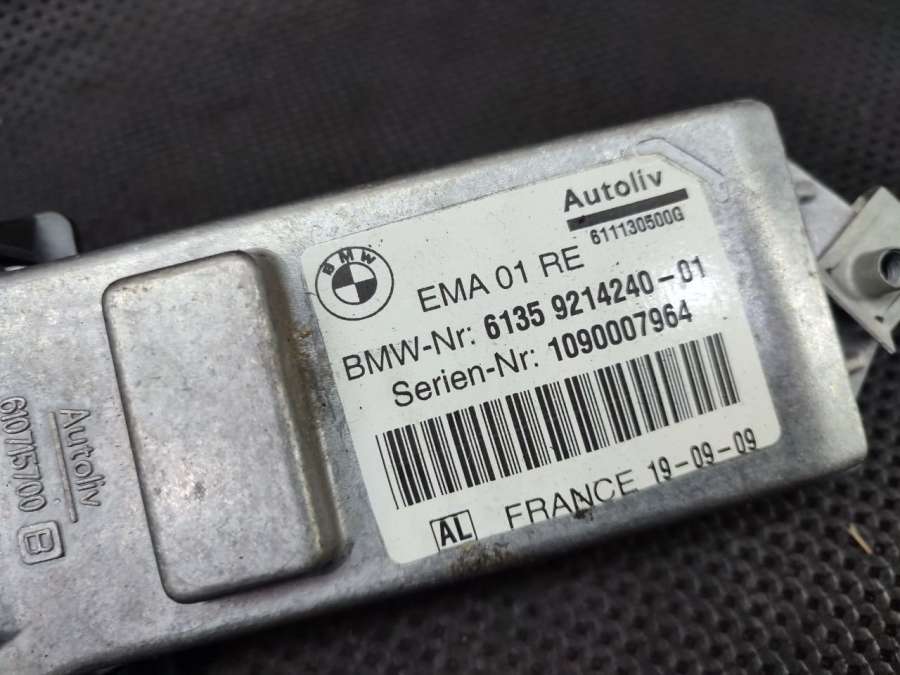 Autoliv
611130500G
BMW
EMA 01 RE
BMW-Nr: 6135 9214240-01
Serien-Nr: 1090007964
AL FRANCE 19-09-09
Autoliv
610715700 B